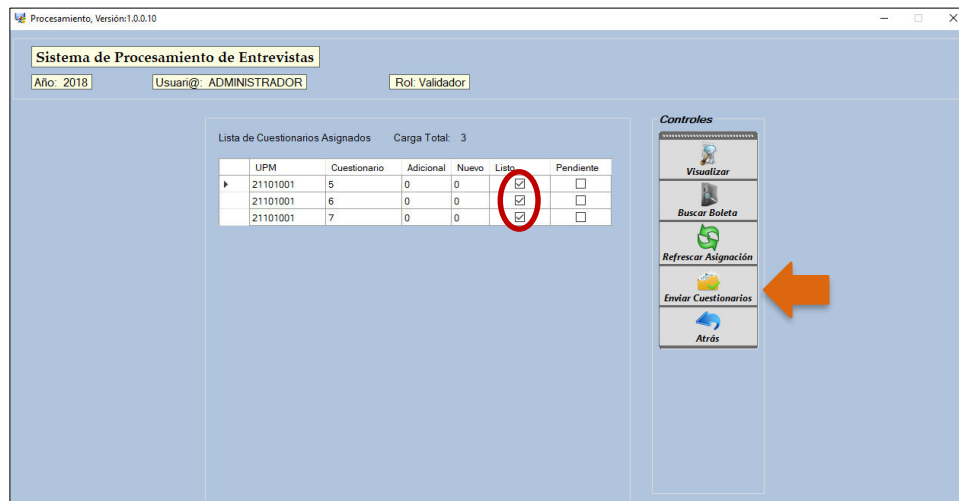 Procesamiento, Versión:1.0.0.10
Sistema de Procesamiento de Entrevistas
Año: 2018 Usuari@: ADMINISTRADOR Rol: Validador
Lista de Cuestionarios Asignados Carga Total: 3
UPM Cuestionario Adicional Nuevo Listo Pendiente
21101001 5 0 0
21101001 6 0 0
21101001 7 0 0
Controles
Visualizar
Buscar Boleta
Refrescar Asignación
Enviar Cuestionarios
Atrás